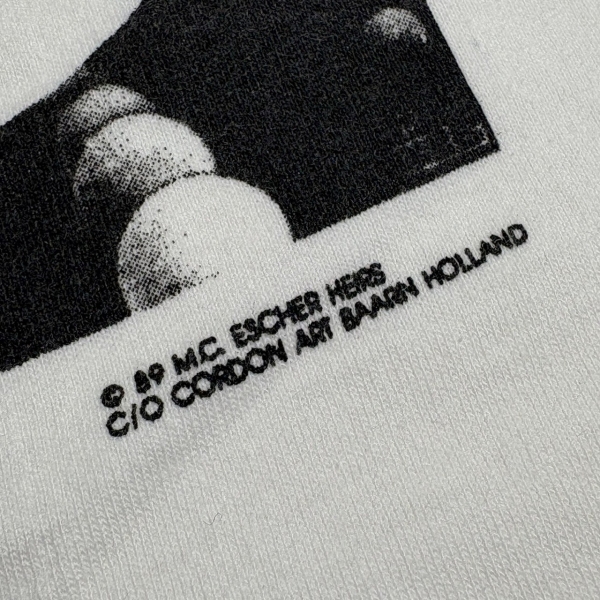 © 89 M.C. ESCHER HEIRS
C/O CORDON ART BAARN HOLLAND